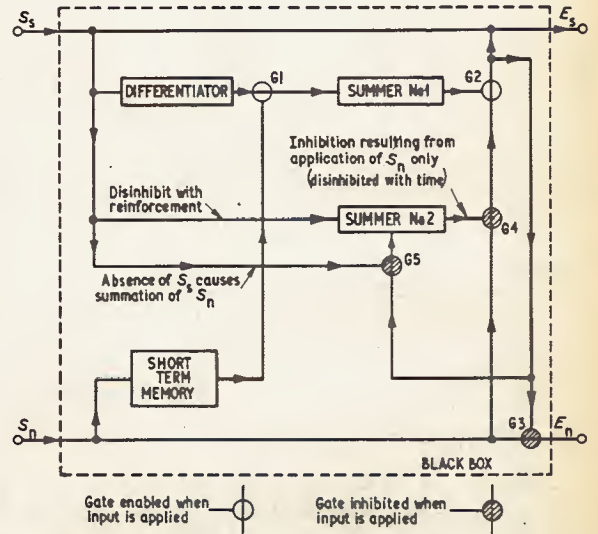 Ss
Es
DIFFERENTIATOR
G1
SUMMER No1
G2
Inhibition resulting from
application of Sn only
(disinhibited with time)
Disinhibit with
reinforcement
SUMMER No2
G4
G5
Absence of Ss causes
summation of Sn
SHORT
TERM
MEMORY
Sn
G3
En
BLACK BOX
Gate enabled when
input is applied
Gate inhibited when
input is applied